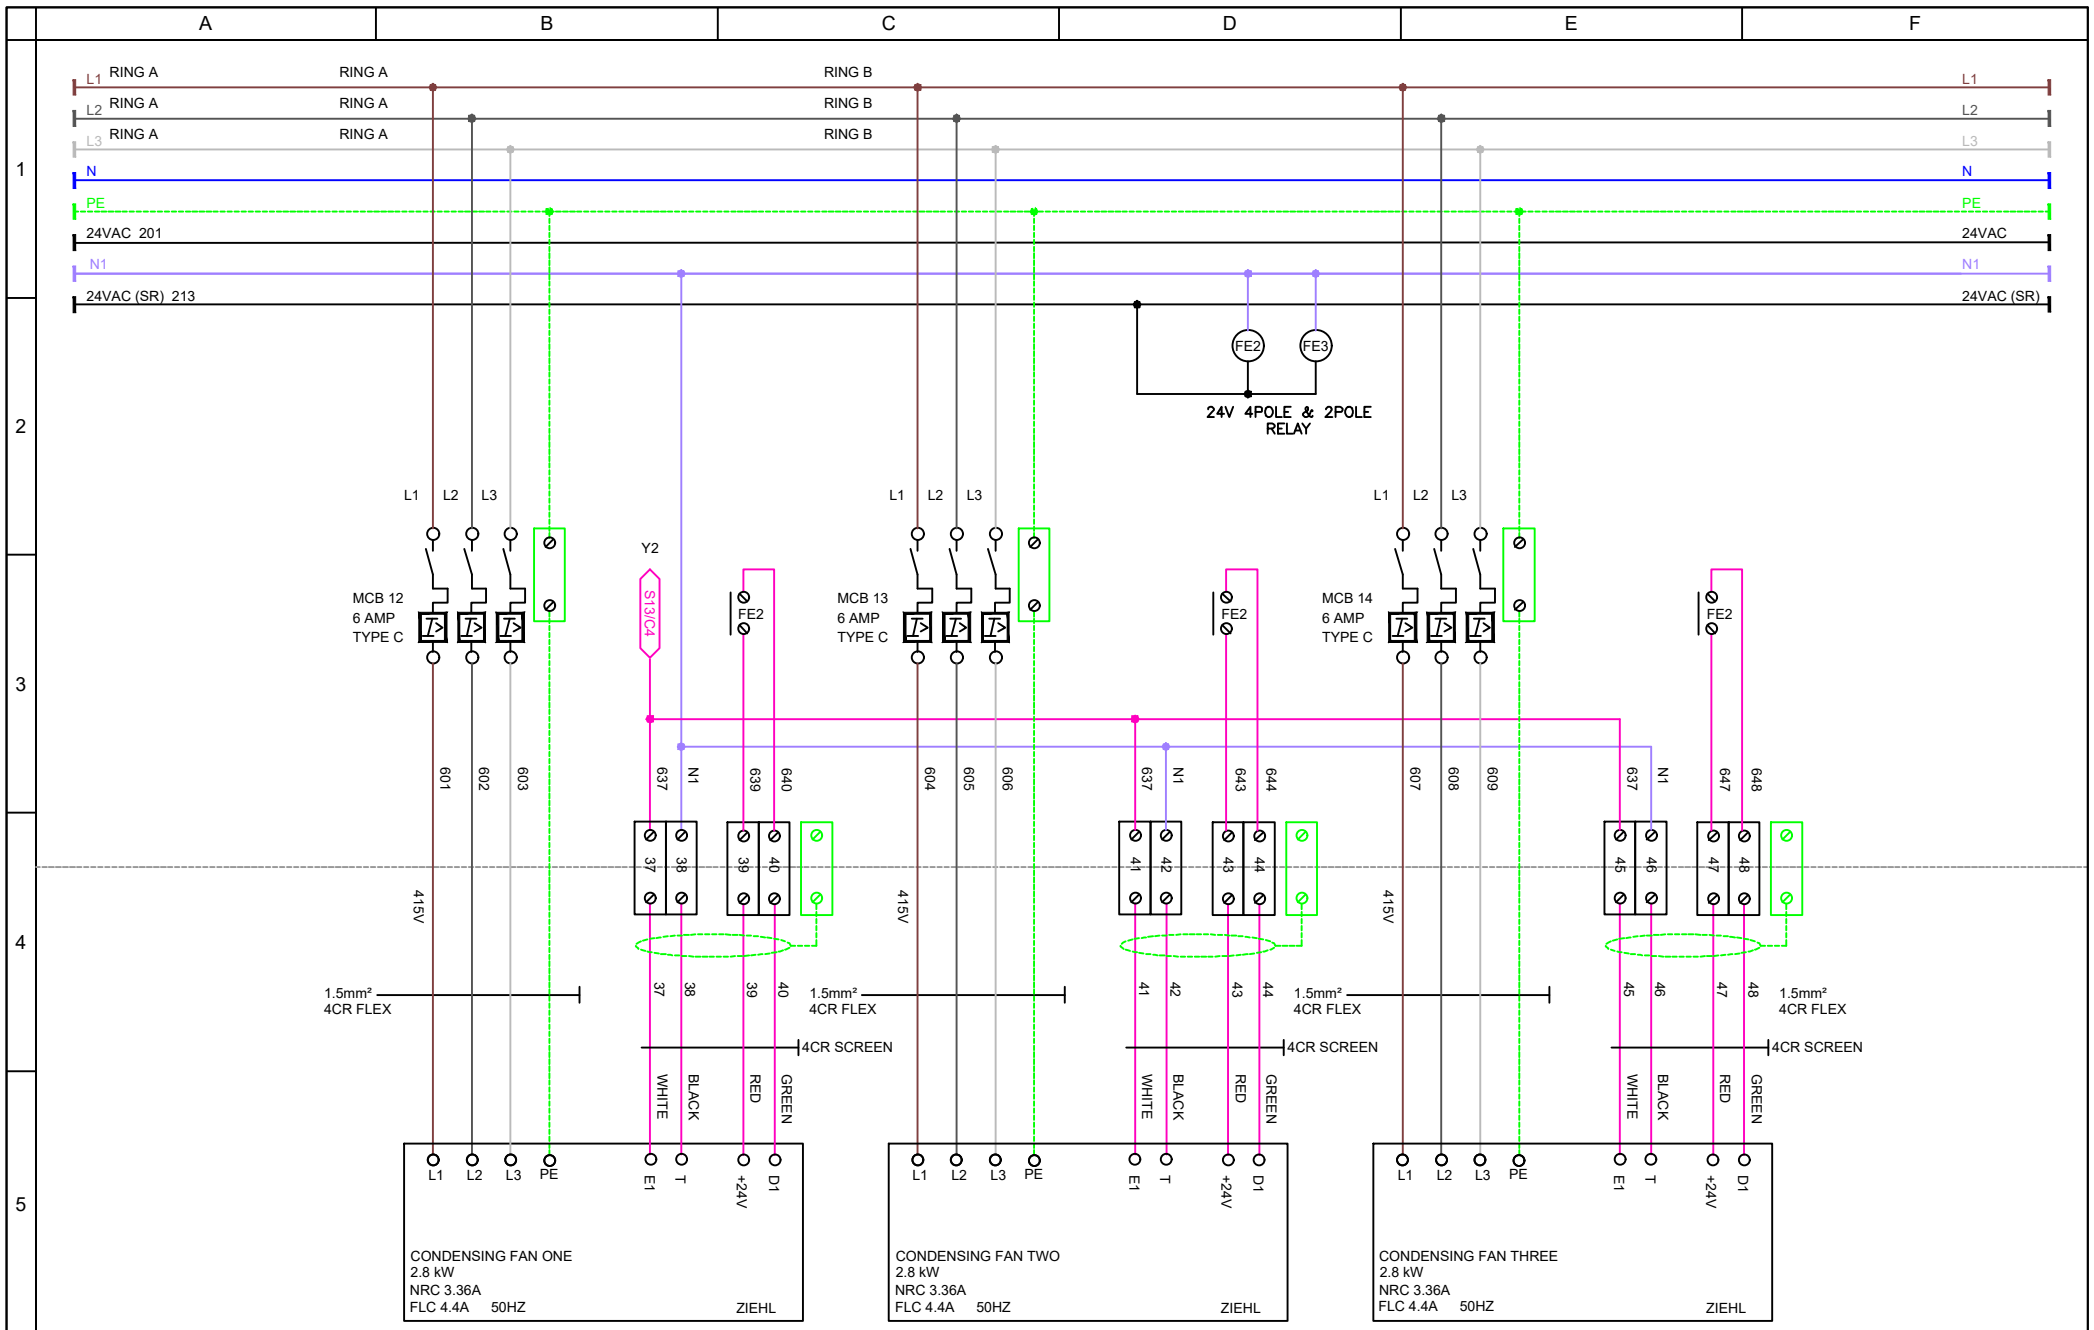 A B C D E F
L1 RING A RING A RING B L1
L2 RING A RING A RING B L2
L3 RING A RING A RING B L3
1
N N
PE PE
24VAC 201 24VAC
N1 N1
24VAC (SR) 213 24VAC (SR)
FE2 FE3
24V 4POLE & 2POLE
RELAY
2
L1 L2 L3 L1 L2 L3 L1 L2 L3
Y2
S13/C4
MCB 12
6 AMP
TYPE C
FE2
MCB 13
6 AMP
TYPE C
FE2
MCB 14
6 AMP
TYPE C
FE2
3
601 602 603 637 N1 639 640 604 605 606 637 N1 643 644 607 608 609 637 N1 647 648
37 38 39 40 41 42 43 44 45 46 47 48
415V 415V 415V
4
1.5mm²
4CR FLEX
37 38 39 40
1.5mm²
4CR FLEX
41 42 43 44
1.5mm²
4CR FLEX
45 46 47 48
1.5mm²
4CR FLEX
4CR SCREEN 4CR SCREEN 4CR SCREEN
WHITE BLACK RED GREEN WHITE BLACK RED GREEN WHITE BLACK RED GREEN
5
L1 L2 L3 PE E1 T +24V D1
CONDENSING FAN ONE
2.8 kW
NRC 3.36A
FLC 4.4A 50HZ ZIEHL
L1 L2 L3 PE E1 T +24V D1
CONDENSING FAN TWO
2.8 kW
NRC 3.36A
FLC 4.4A 50HZ ZIEHL
L1 L2 L3 PE E1 T +24V D1
CONDENSING FAN THREE
2.8 kW
NRC 3.36A
FLC 4.4A 50HZ ZIEHL